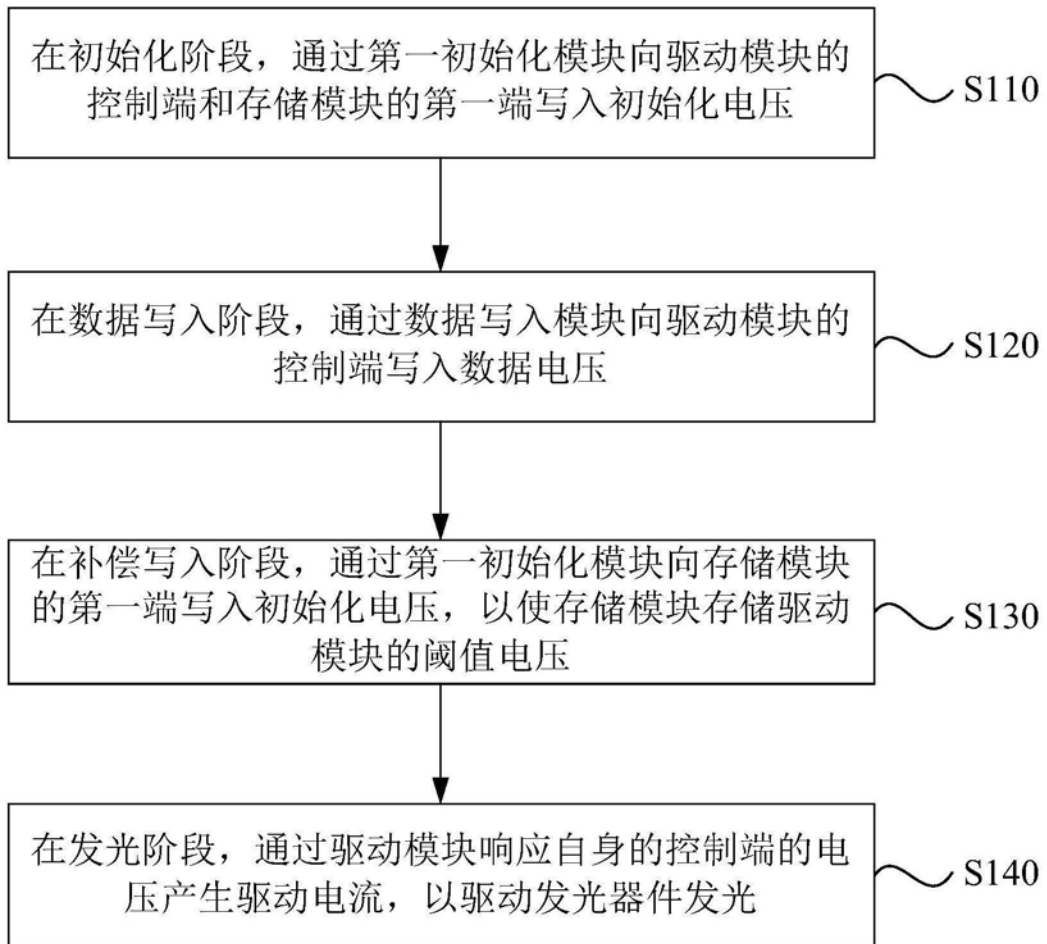 在初始化阶段，通过第一初始化模块向驱动模块的
控制端和存储模块的第一端写入初始化电压
S110
在数据写入阶段，通过数据写入模块向驱动模块的
控制端写入数据电压
S120
在补偿写入阶段，通过第一初始化模块向存储模块
的第一端写入初始化电压，以使存储模块存储驱动
模块的阈值电压
S130
在发光阶段，通过驱动模块响应自身的控制端的电
压产生驱动电流，以驱动发光器件发光
S140